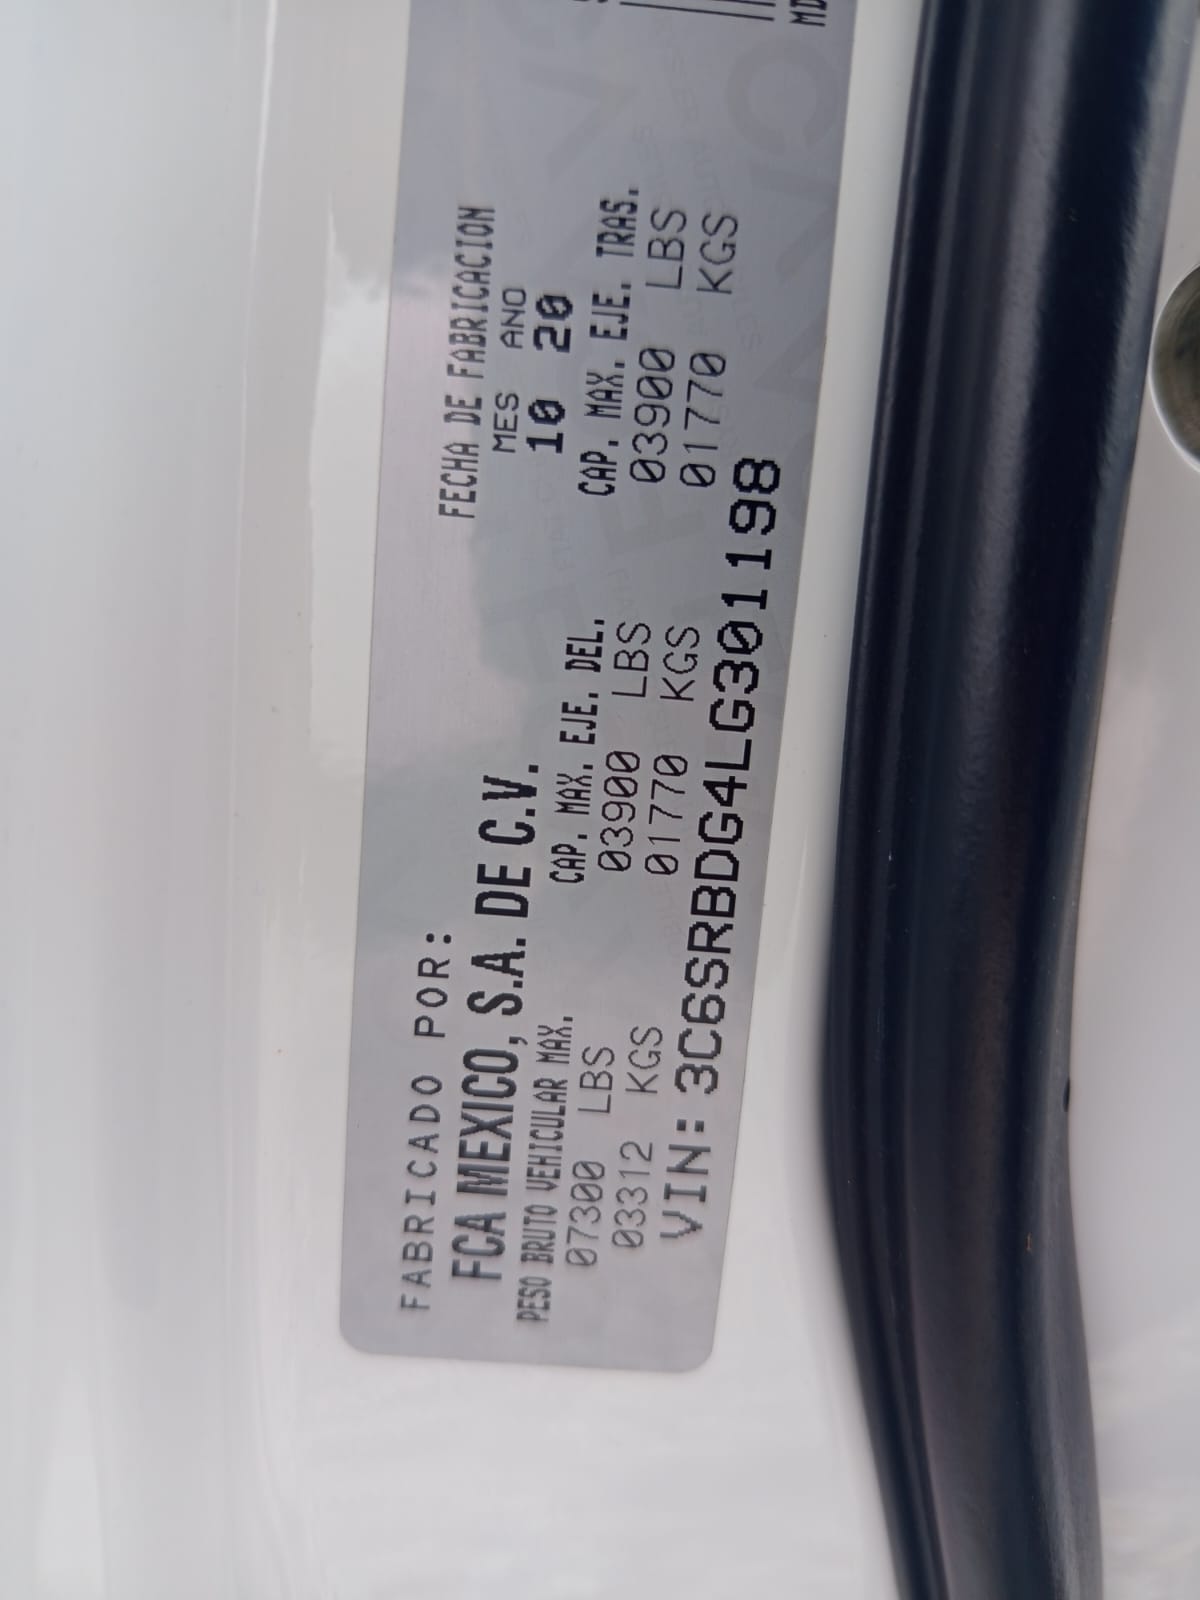 FABRICADO POR:
FECHA DE FABRICACION
MES ANO
10 20
FCA MEXICO, S.A. DE C.V.
PESO BRUTO VEHICULAR MAX.
07300 LBS
03312 KGS
CAP. MAX. EJE. DEL.
03900 LBS
01770 KGS
CAP. MAX. EJE. TRAS.
03900 LBS
01770 KGS
VIN: 3C6SRBDG4LG301198